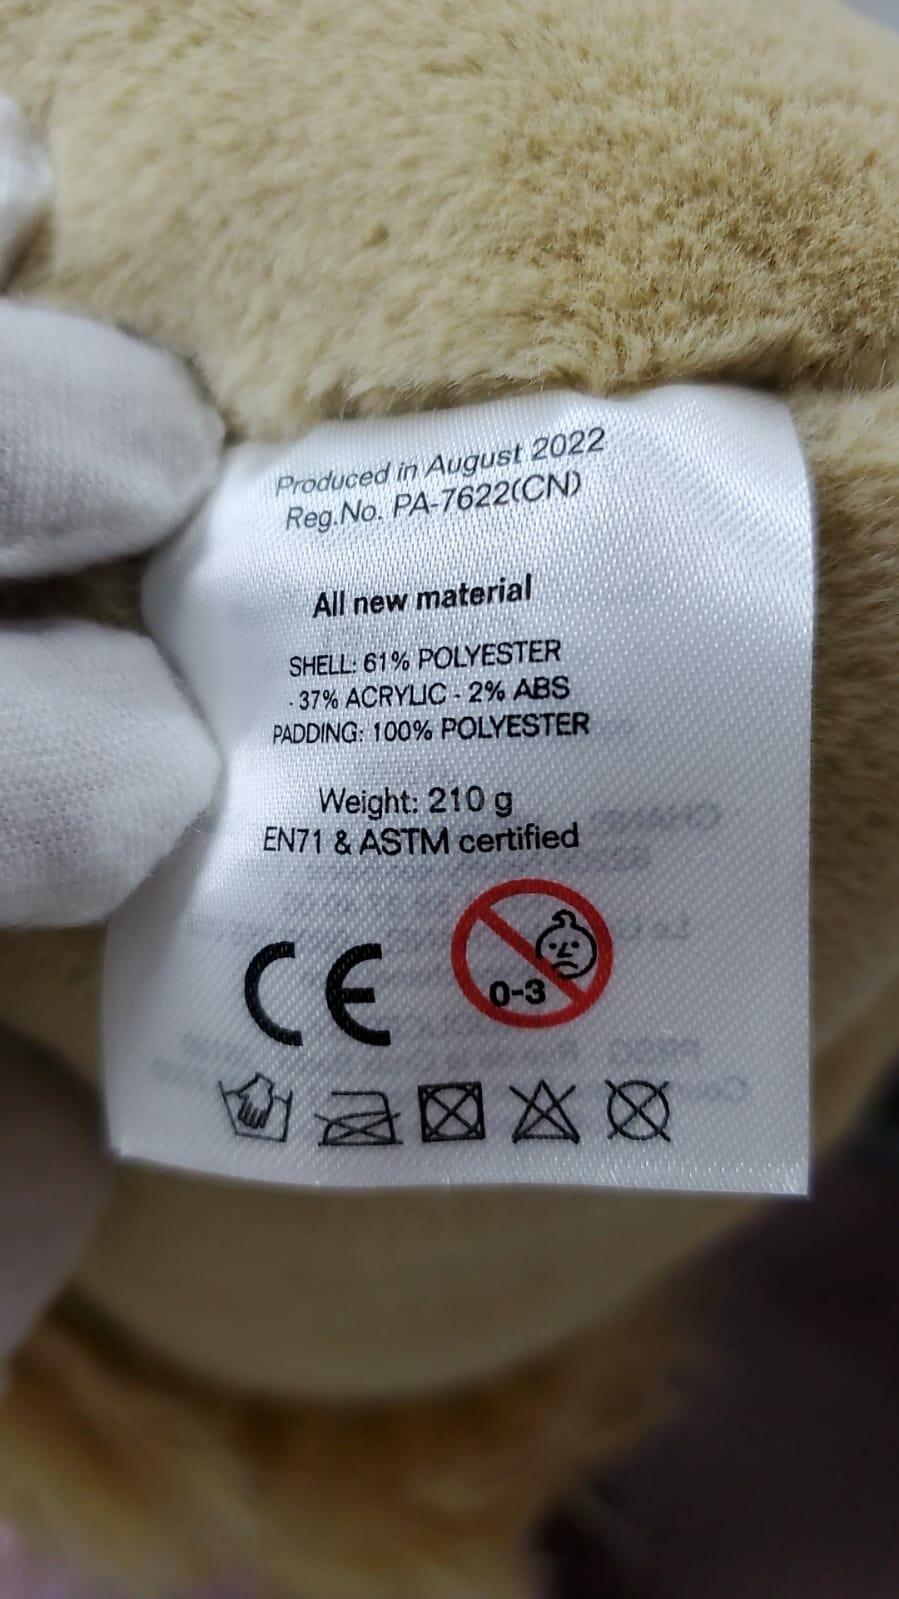 Produced in August 2022
Reg.No. PA-7622(CN)
All new material
SHELL: 61% POLYESTER
- 37% ACRYLIC - 2% ABS
PADDING: 100% POLYESTER
Weight: 210 g
EN71 & ASTM certified
CE
0-3